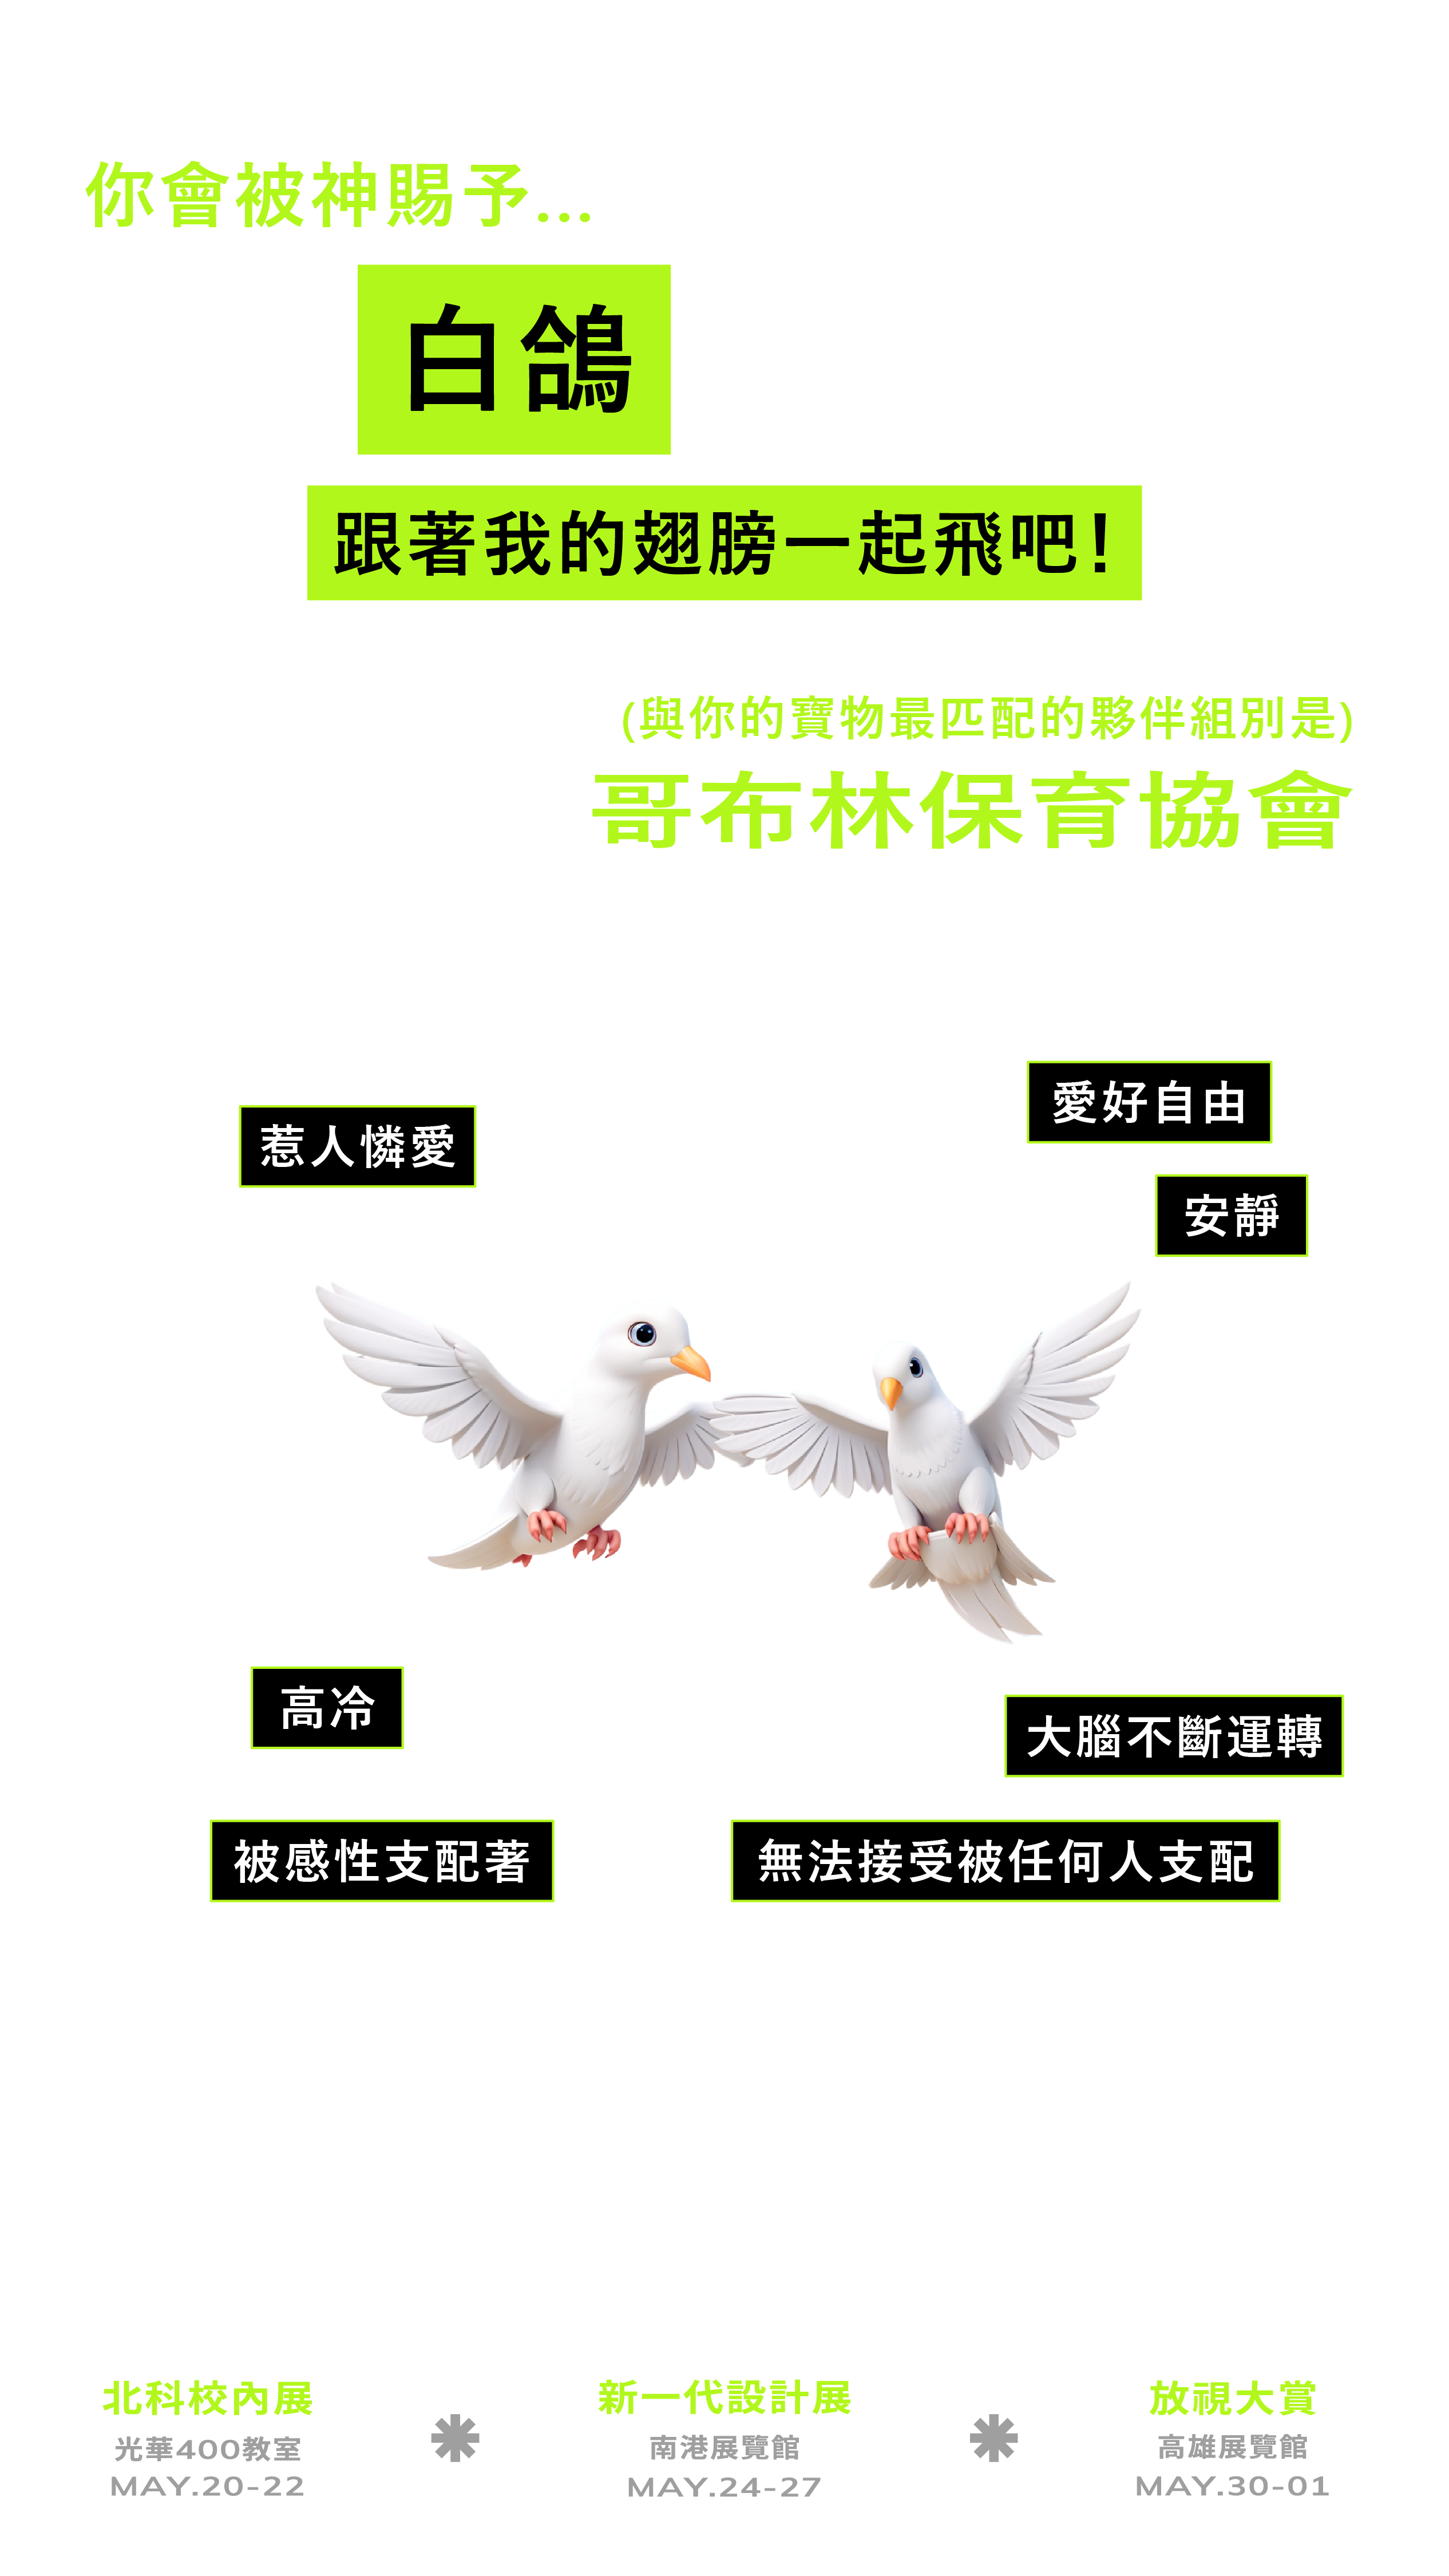 你會被神賜予...
白鴿
跟著我的翅膀一起飛吧！
(與你的寶物最匹配的夥伴組別是)
哥布林保育協會
愛好自由
惹人憐愛
安靜
高冷
大腦不斷運轉
被感性支配著
無法接受被任何人支配
北科校內展
光華400教室
MAY.20-22
新一代設計展
南港展覽館
MAY.24-27
放視大賞
高雄展覽館
MAY.30-01